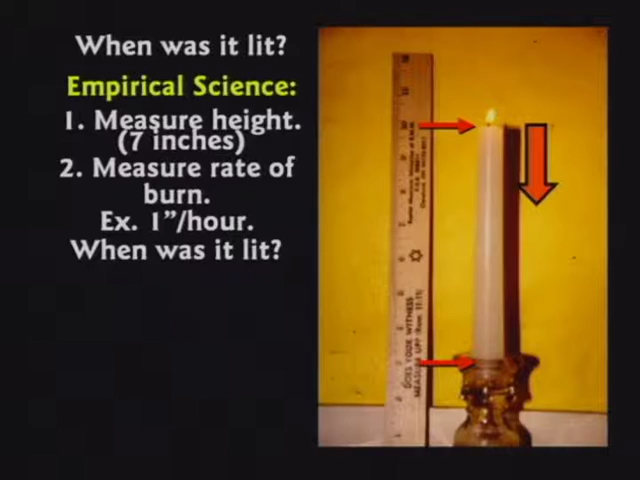 When was it lit?
Empirical Science:
1. Measure height.
(7 inches)
2. Measure rate of
burn.
Ex. 1”/hour.
When was it lit?
DOES YOUR WITNESS
MEASURE UP?